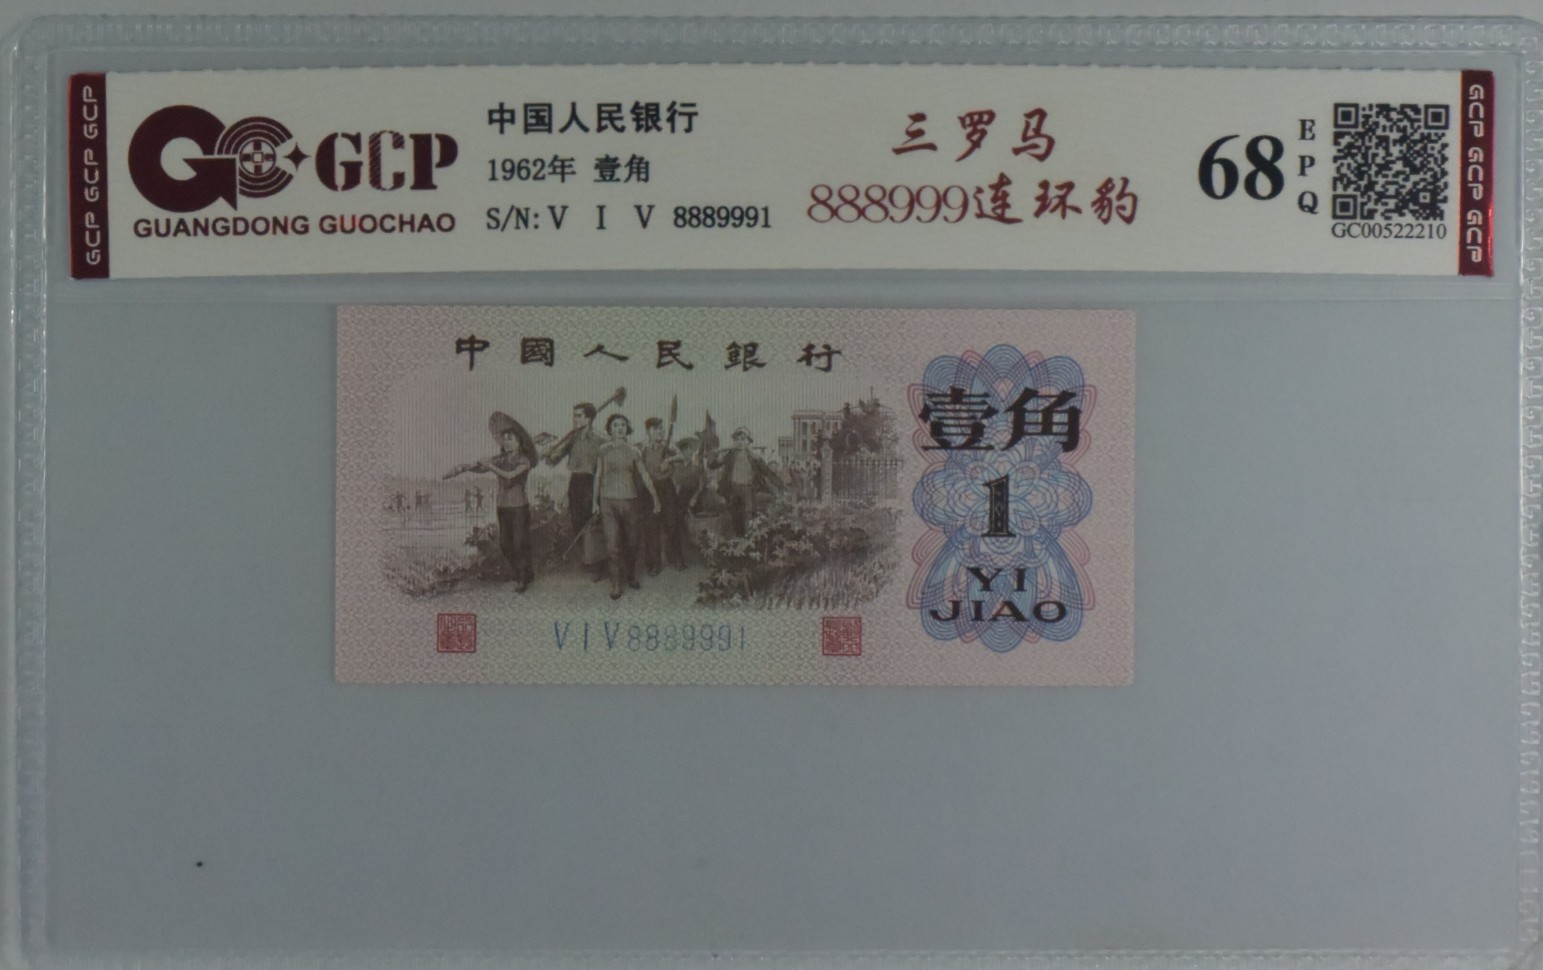 GCP GCP GCP
GCP
GUANGDONG GUOCHAO
中国人民银行
1962年 壹角
S/N: V I V 8889991
三罗马
888999连环豹
68
EPQ
GC00522210
GCP GCP GCP
中國人民銀行
壹角
1
YI
JIAO
V I V 8889991